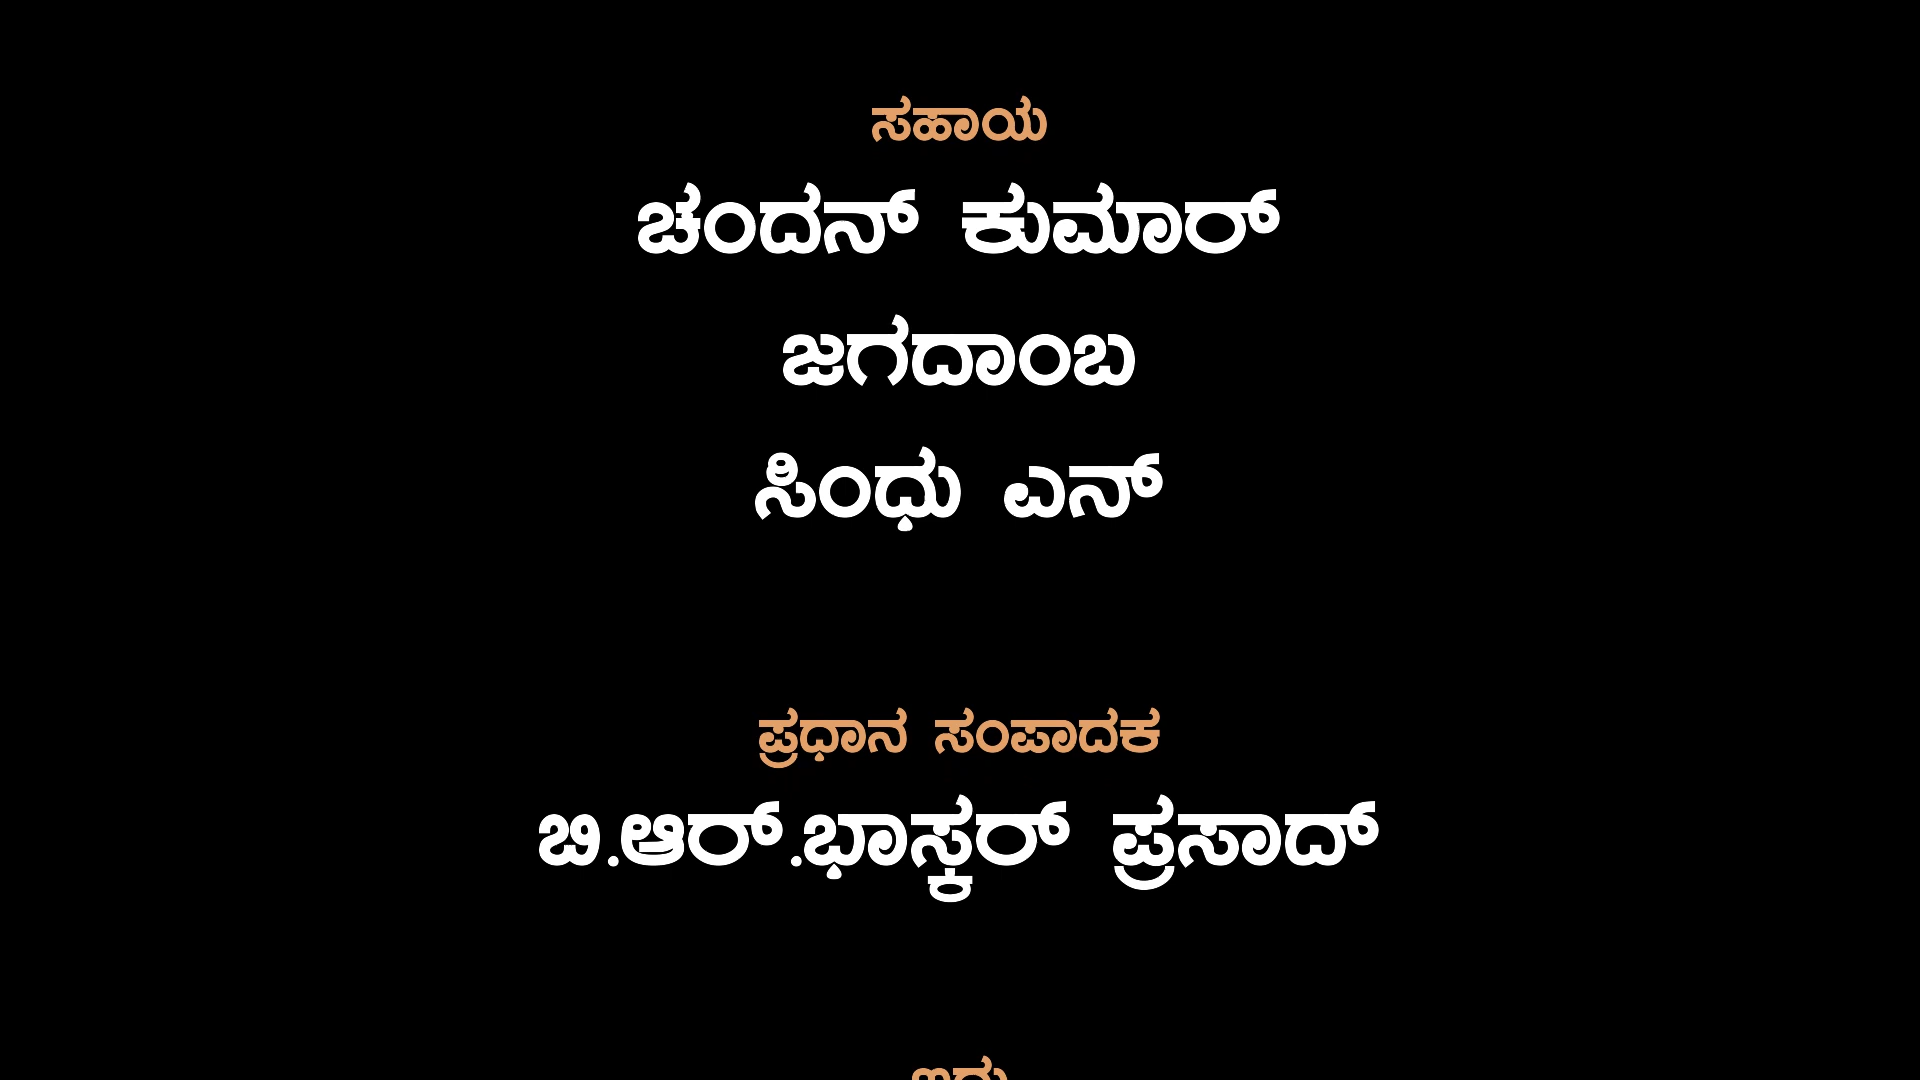 ಸಹಾಯ
ಚಂದನ್ ಕುಮಾರ್
ಜಗದಾಂಬ
ಸಿಂಧು ಎನ್
ಪ್ರಧಾನ ಸಂಪಾದಕ
ಬಿ.ಆರ್.ಭಾಸ್ಕರ್ ಪ್ರಸಾದ್